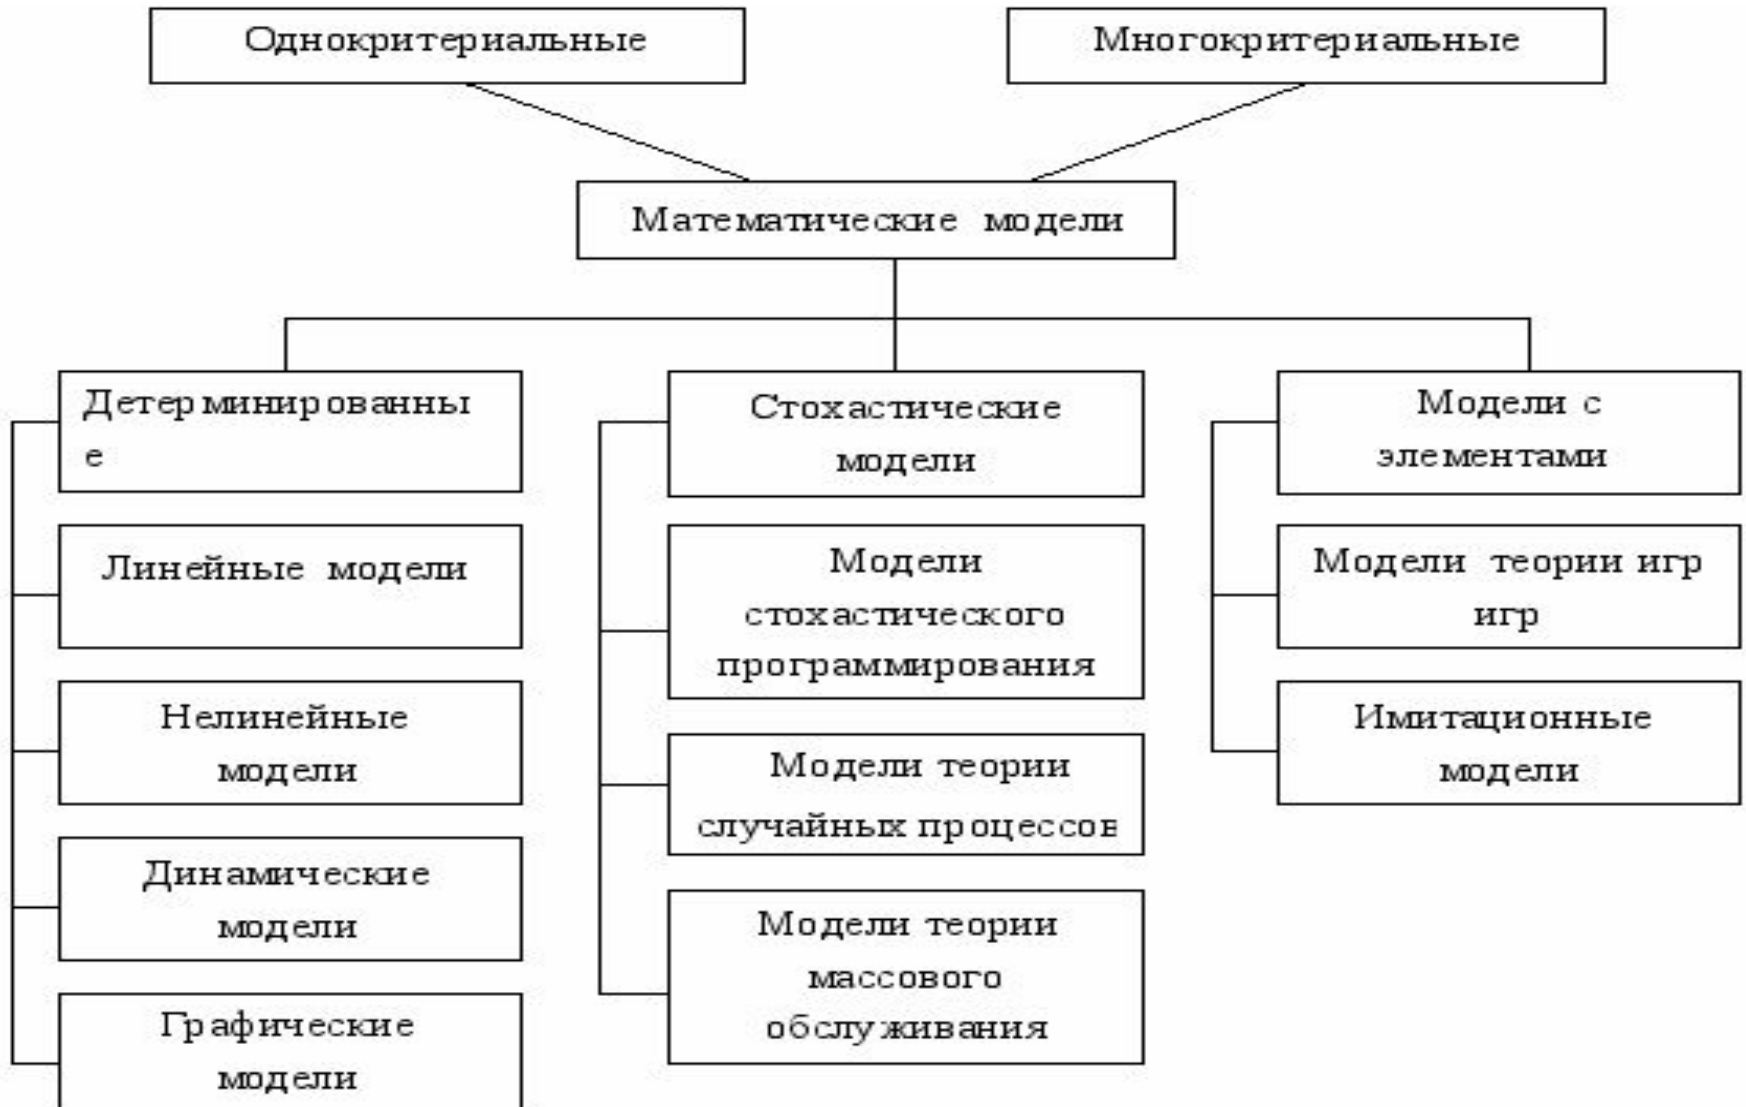 Однокритериальные
Многокритериальные
Математические модели
Детерминированны
е
Линейные модели
Нелинейные
модели
Динамические
модели
Графические
модели
Стохастические
модели
Модели
стохастического
программирования
Модели теории
случайных процессов
Модели теории
массового
обслуживания
Модели с
элементами
Модели теории игр
игр
Имитационные
модели